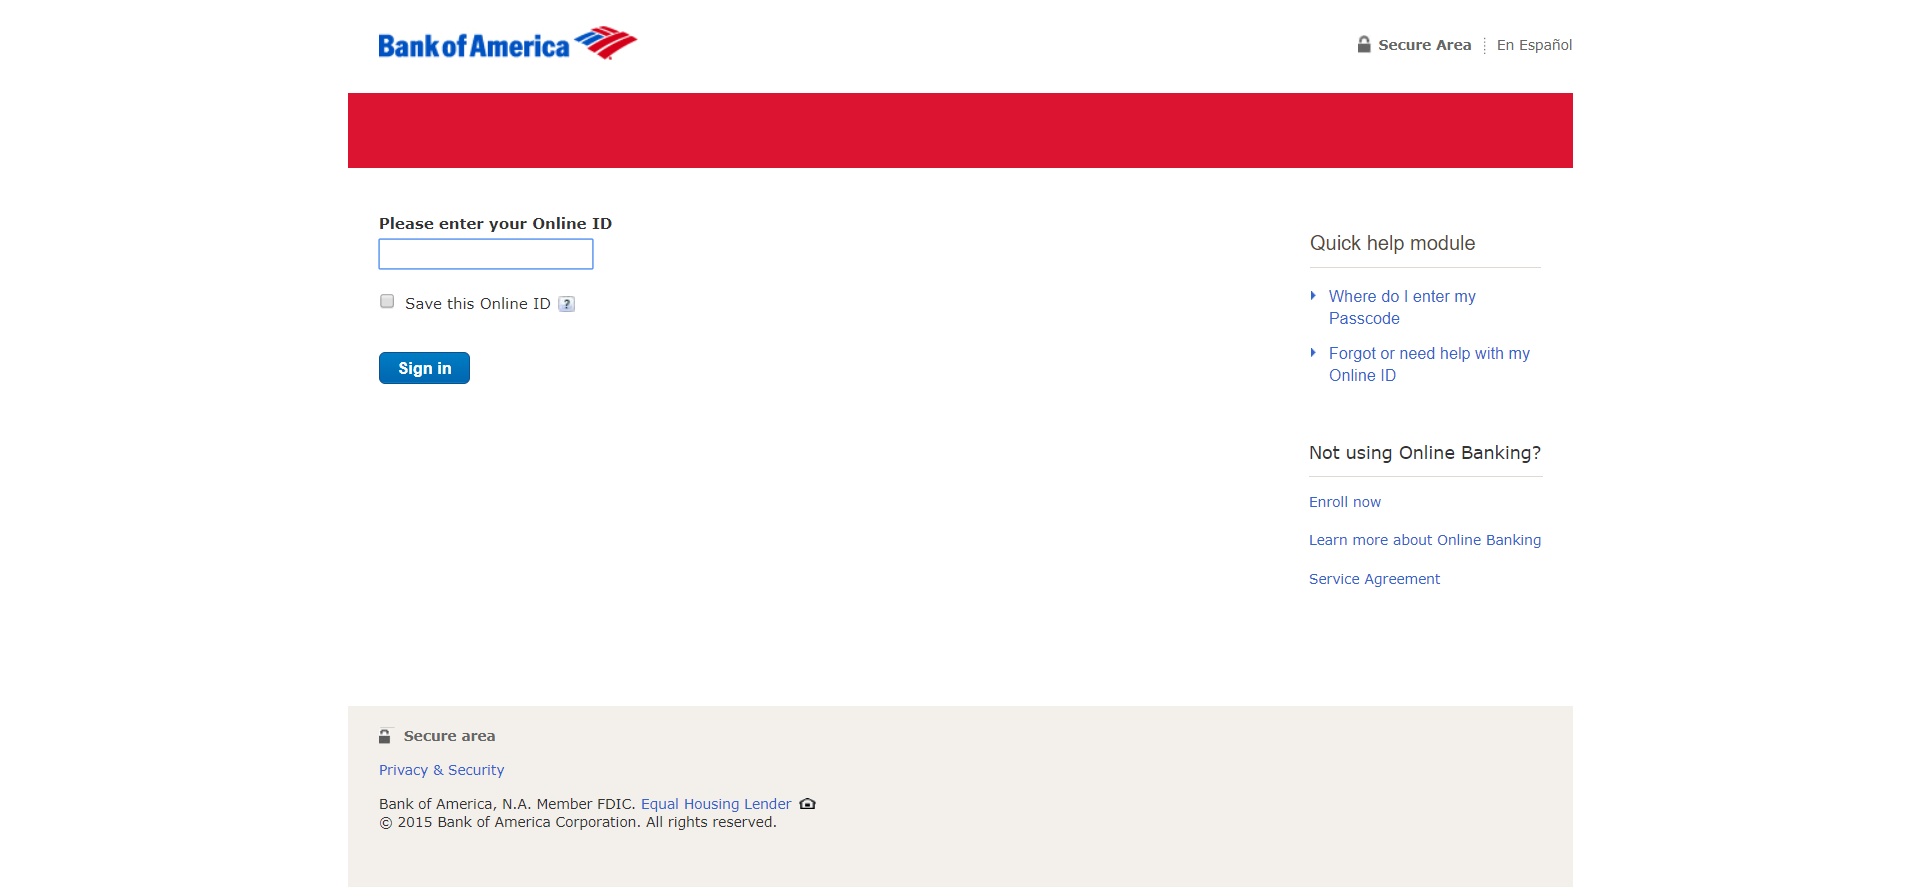 Bank of America
Secure Area
En Español
Please enter your Online ID
Save this Online ID ?
Sign in
Quick help module
Where do I enter my
Passcode
Forgot or need help with my
Online ID
Not using Online Banking?
Enroll now
Learn more about Online Banking
Service Agreement
Secure area
Privacy & Security
Bank of America, N.A. Member FDIC. Equal Housing Lender
© 2015 Bank of America Corporation. All rights reserved.